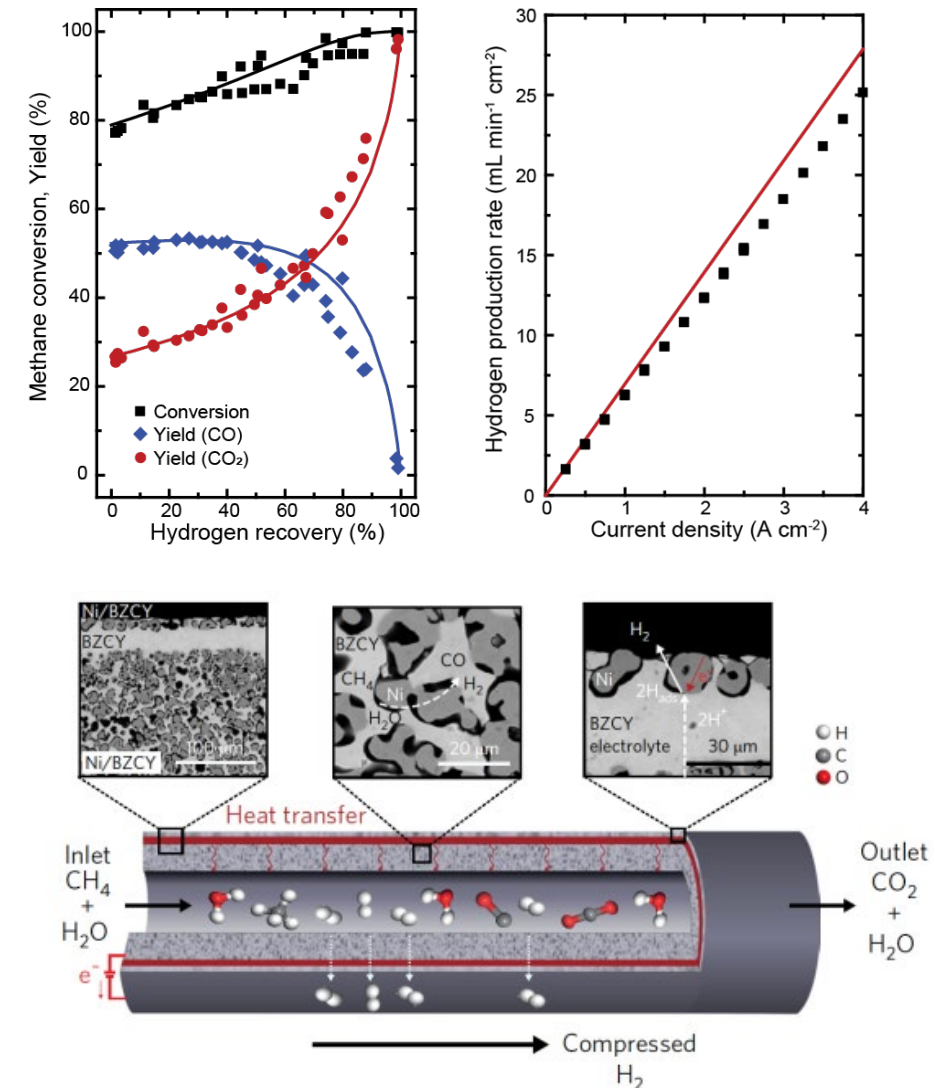 Methane conversion, Yield (%)
100
80
60
40
20
0
Conversion
Yield (CO)
Yield (CO₂)
0 20 40 60 80 100
Hydrogen recovery (%)
Hydrogen production rate (mL min⁻¹ cm⁻²)
30
25
20
15
10
5
0
0 1 2 3 4
Current density (A cm⁻²)
Ni/BZCY
BZCY
100 μm
Ni/BZCY
BZCY
CO
CH₄
Ni
H₂
H₂O
20 μm
H₂
Ni
e⁻
2Hads
2H⁺
BZCY
electrolyte
30 μm
H
C
O
Heat transfer
Inlet
CH₄
+
H₂O
Outlet
CO₂
+
H₂O
e⁻
Compressed
H₂